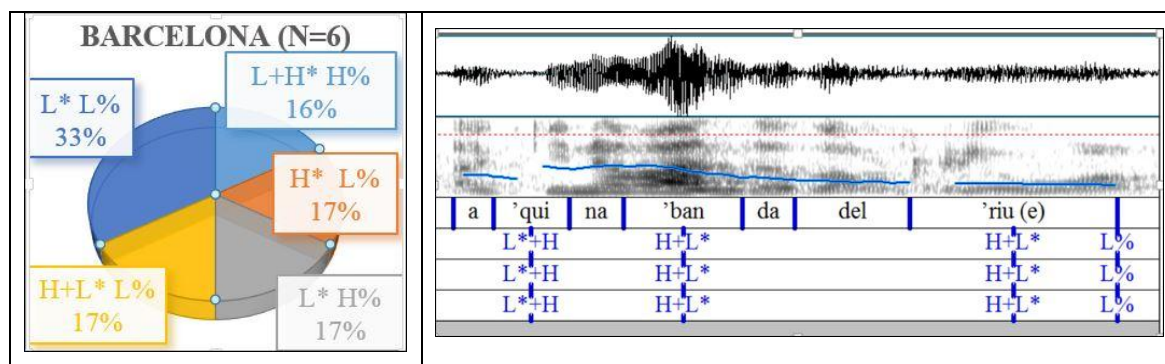 BARCELONA (N=6)
L+H* H%
16%
L* L%
33%
H* L%
17%
H+L* L%
17%
L* H%
17%
a 'qui na 'ban da del 'riu (e)
L*+H H+L* H+L* L%
L*+H H+L* H+L* L%
L*+H H+L* H+L* L%